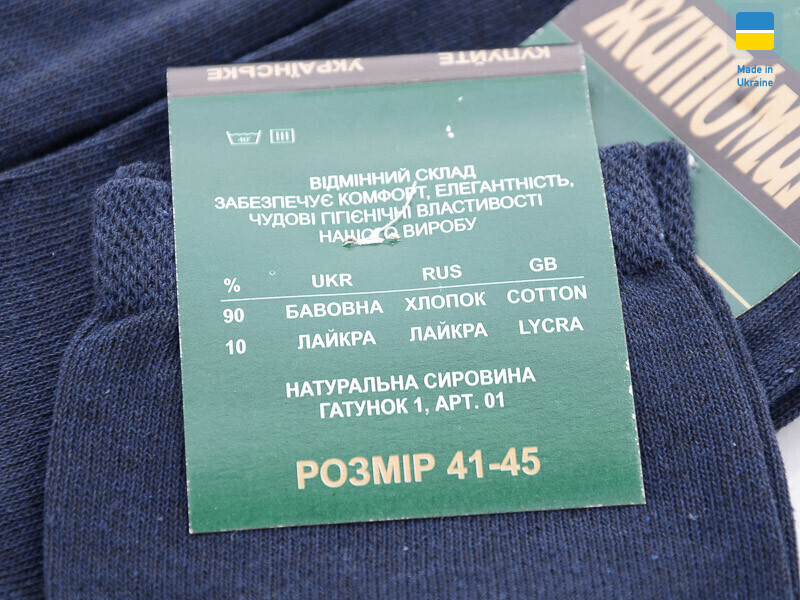 Made in
Ukraine
ЖИТОМИ
КУПУЙТЕ УКРАЇНСЬКЕ
40°
ВІДМІННИЙ СКЛАД
ЗАБЕЗПЕЧУЄ КОМФОРТ, ЕЛЕГАНТНІСТЬ,
ЧУДОВІ ГІГІЄНІЧНІ ВЛАСТИВОСТІ
НАШОГО ВИРОБУ
% UKR RUS GB
90 БАВОВНА ХЛОПОК COTTON
10 ЛАЙКРА ЛАЙКРА LYCRA
НАТУРАЛЬНА СИРОВИНА
ГАТУНОК 1, АРТ. 01
РОЗМІР 41-45